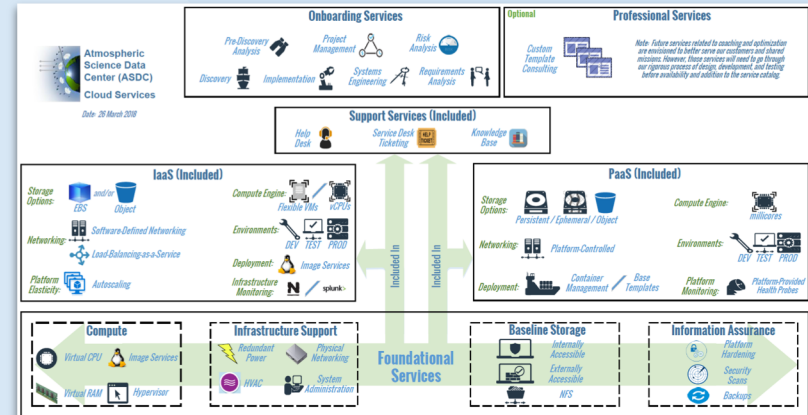 Atmospheric
Science Data
Center (ASDC)
Cloud Services
Date: 26 March 2018
Onboarding Services
Pre-Discovery
Analysis
Project
Management
Risk
Analysis
Discovery
Implementation
Systems
Engineering
Requirements
Analysis
Optional
Professional Services
Custom
Template
Consulting
Note: Future services related to coaching and optimization
are envisioned to better serve our customers and shared
missions. However, those services will need to go through
our rigorous process of design, development, and testing
before availability and addition to the service catalog.
Support Services (Included)
Help
Desk
Service Desk
Ticketing
HELP
TICKET
Knowledge
Base
IaaS (Included)
Storage
Options:
EBS
and/or
Object
Compute Engine:
Flexible VMs
/
vCPUs
Networking:
Software-Defined Networking
Load-Balancing-as-a-Service
Environments:
DEV
TEST
PROD
Deployment:
Image Services
Platform
Elasticity:
Autoscaling
Infrastructure
Monitoring:
N
/
splunk>
Included In
Included In
PaaS (Included)
Storage
Options:
Persistent / Ephemeral / Object
Compute Engine:
millicores
Networking:
Platform-Controlled
Environments:
DEV
TEST
PROD
Deployment:
Container
Management
/
Base
Templates
Platform
Monitoring:
Platform-Provided
Health Probes
Foundational
Services
Compute
Virtual CPU
Image Services
Virtual RAM
Hypervisor
Infrastructure Support
Redundant
Power
Physical
Networking
HVAC
System
Administration
Baseline Storage
Internally
Accessible
Externally
Accessible
NFS
Information Assurance
Platform
Hardening
Security
Scans
Backups